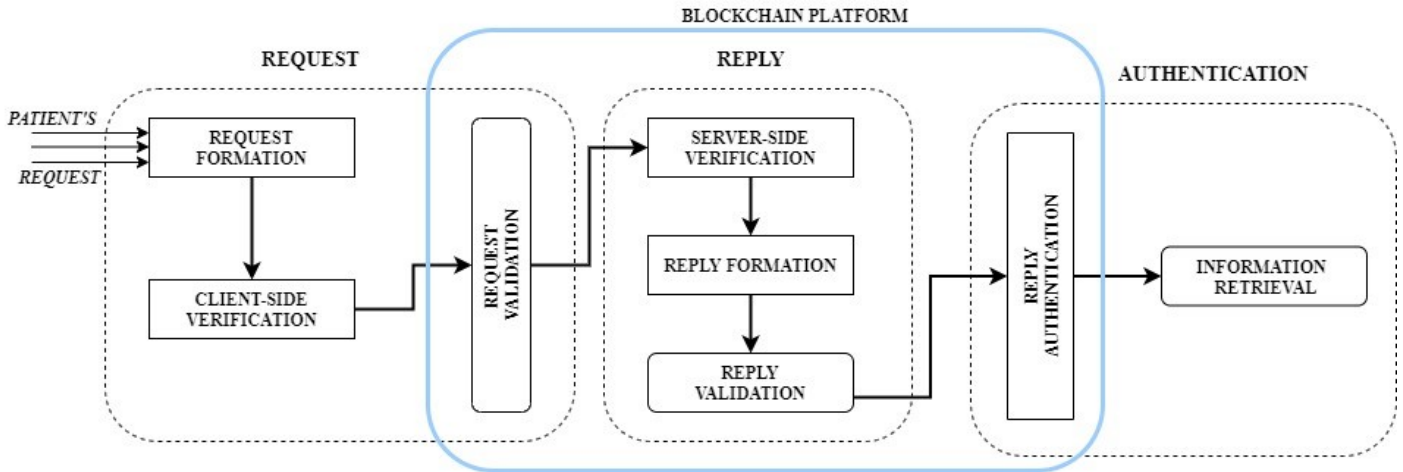 BLOCKCHAIN PLATFORM
REQUEST
REPLY
AUTHENTICATION
PATIENT'S
REQUEST
REQUEST
FORMATION
CLIENT-SIDE
VERIFICATION
REQUEST
VALIDATION
SERVER-SIDE
VERIFICATION
REPLY FORMATION
REPLY
VALIDATION
REPLY
AUTHENTICATION
INFORMATION
RETRIEVAL